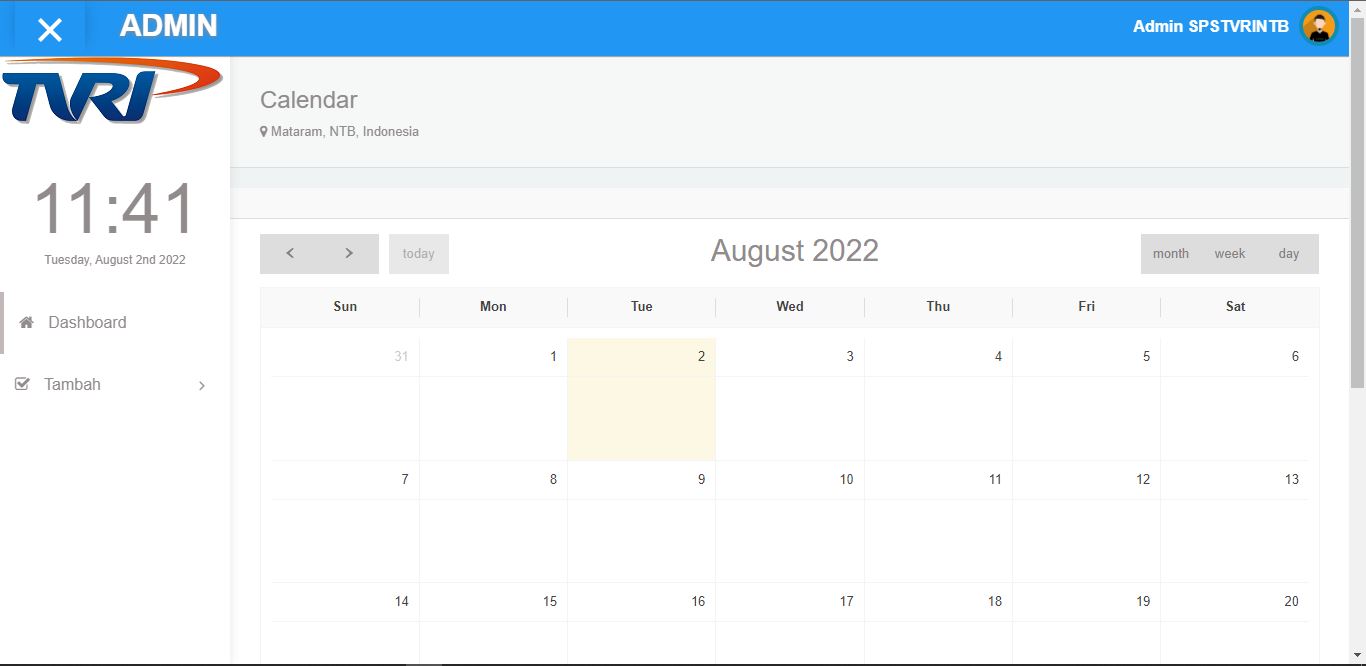 ADMIN
Admin SPSTVRINTB
TVRI
11:41
Tuesday, August 2nd 2022
Dashboard
Tambah
Calendar
Mataram, NTB, Indonesia
today
August 2022
month week day
Sun Mon Tue Wed Thu Fri Sat
31 1 2 3 4 5 6
7 8 9 10 11 12 13
14 15 16 17 18 19 20